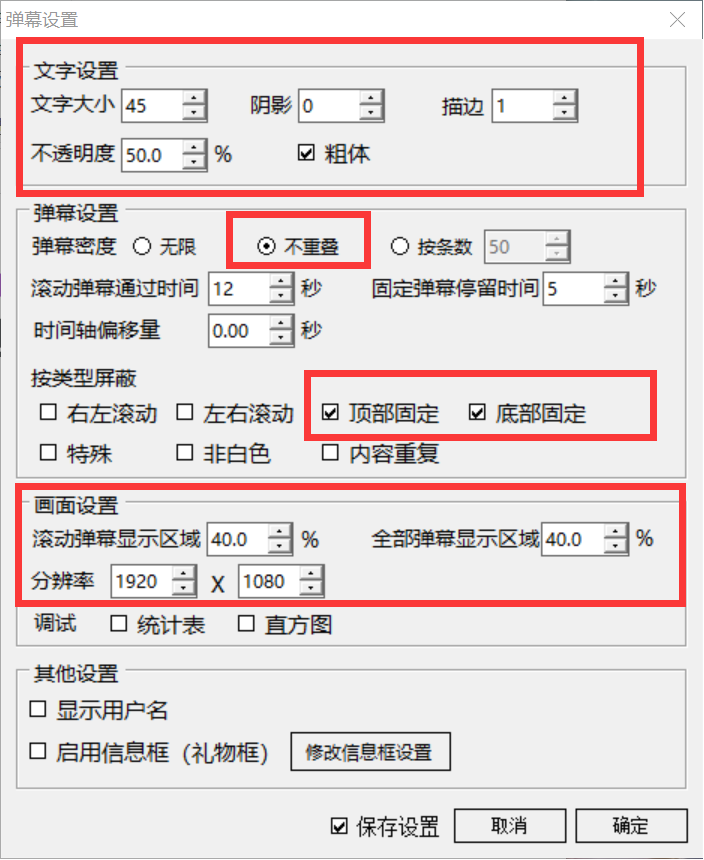 弹幕设置
文字设置
文字大小 45 阴影 0 描边 1
不透明度 50.0 % 粗体
弹幕设置
弹幕密度 无限 不重叠 按条数 50
滚动弹幕通过时间 12 秒 固定弹幕停留时间 5 秒
时间轴偏移量 0.00 秒
按类型屏蔽
右左滚动 左右滚动 顶部固定 底部固定
特殊 非白色 内容重复
画面设置
滚动弹幕显示区域 40.0 % 全部弹幕显示区域 40.0 %
分辨率 1920 X 1080
调试 统计表 直方图
其他设置
显示用户名
启用信息框（礼物框） 修改信息框设置
保存设置 取消 确定